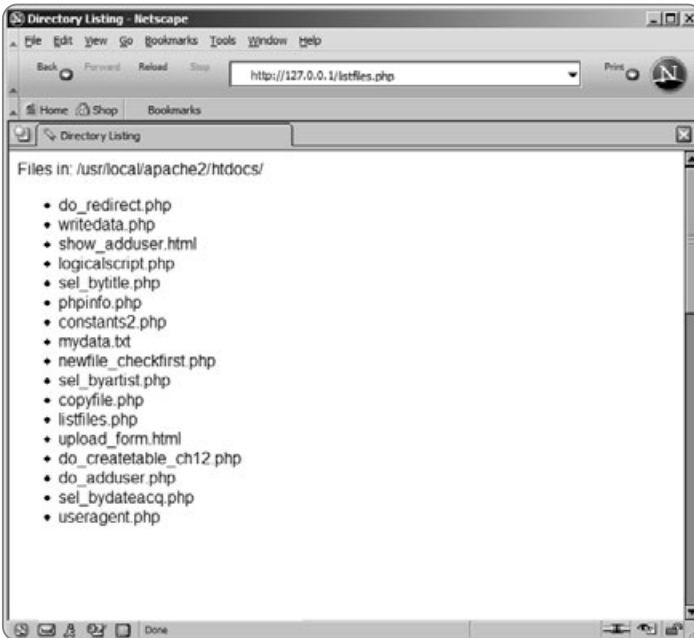 Directory Listing - Netscape
File Edit View Go Bookmarks Tools Window Help
Back Forward Reload Stop http://127.0.0.1/listfiles.php Print N
Home Shop Bookmarks
Directory Listing
Files in: /usr/local/apache2/htdocs/
do_redirect.php
writedata.php
show_adduser.html
logicalscript.php
sel_bytitle.php
phpinfo.php
constants2.php
mydata.txt
newfile_checkfirst.php
sel_byartist.php
copyfile.php
listfiles.php
upload_form.html
do_createtable_ch12.php
do_adduser.php
sel_bydateacq.php
useragent.php
Done